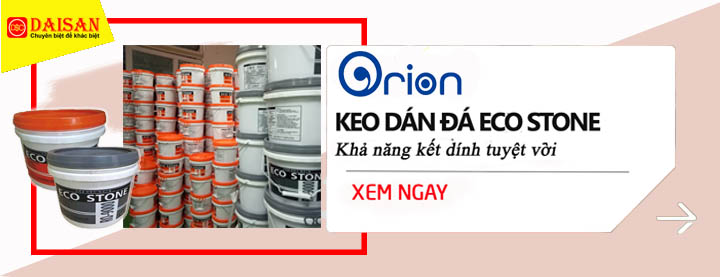 DAISAN
Chuyên biệt để khác biệt
Orion
KEO DÁN ĐÁ ECO STONE
Khả năng kết dính tuyệt vời
XEM NGAY
ECO STONE
ECO STONE